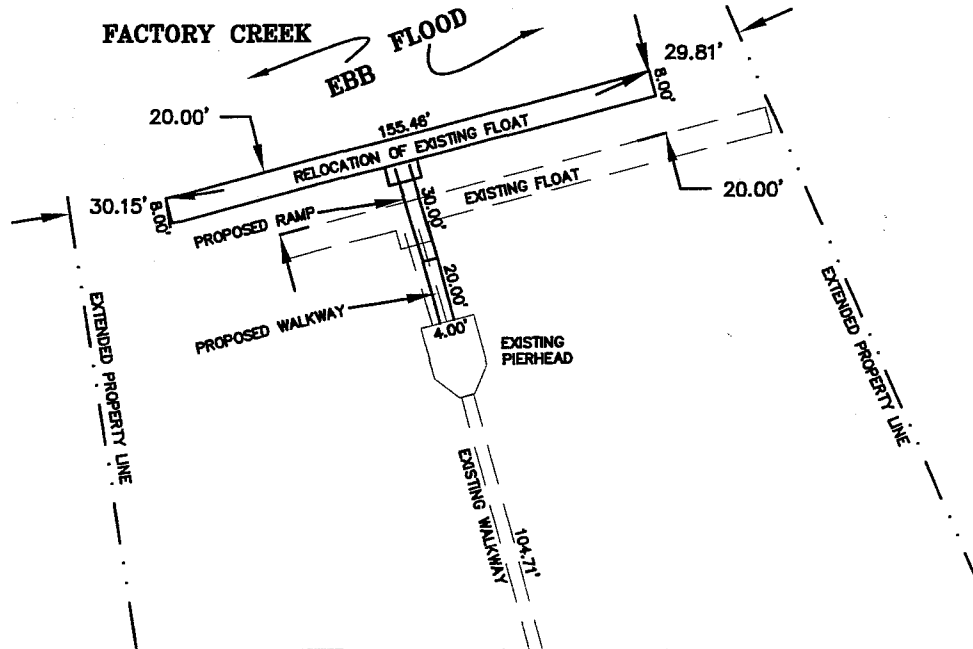 FACTORY CREEK
EBB
FLOOD
29.81'
8.00'
20.00'
155.46'
RELOCATION OF EXISTING FLOAT
30.15'
8.00'
PROPOSED RAMP
30.00'
EXISTING FLOAT
20.00'
PROPOSED WALKWAY
20.00'
4.00'
EXISTING
PIERHEAD
EXTENDED PROPERTY LINE
EXTENDED PROPERTY LINE
EXISTING WALKWAY
104.71'